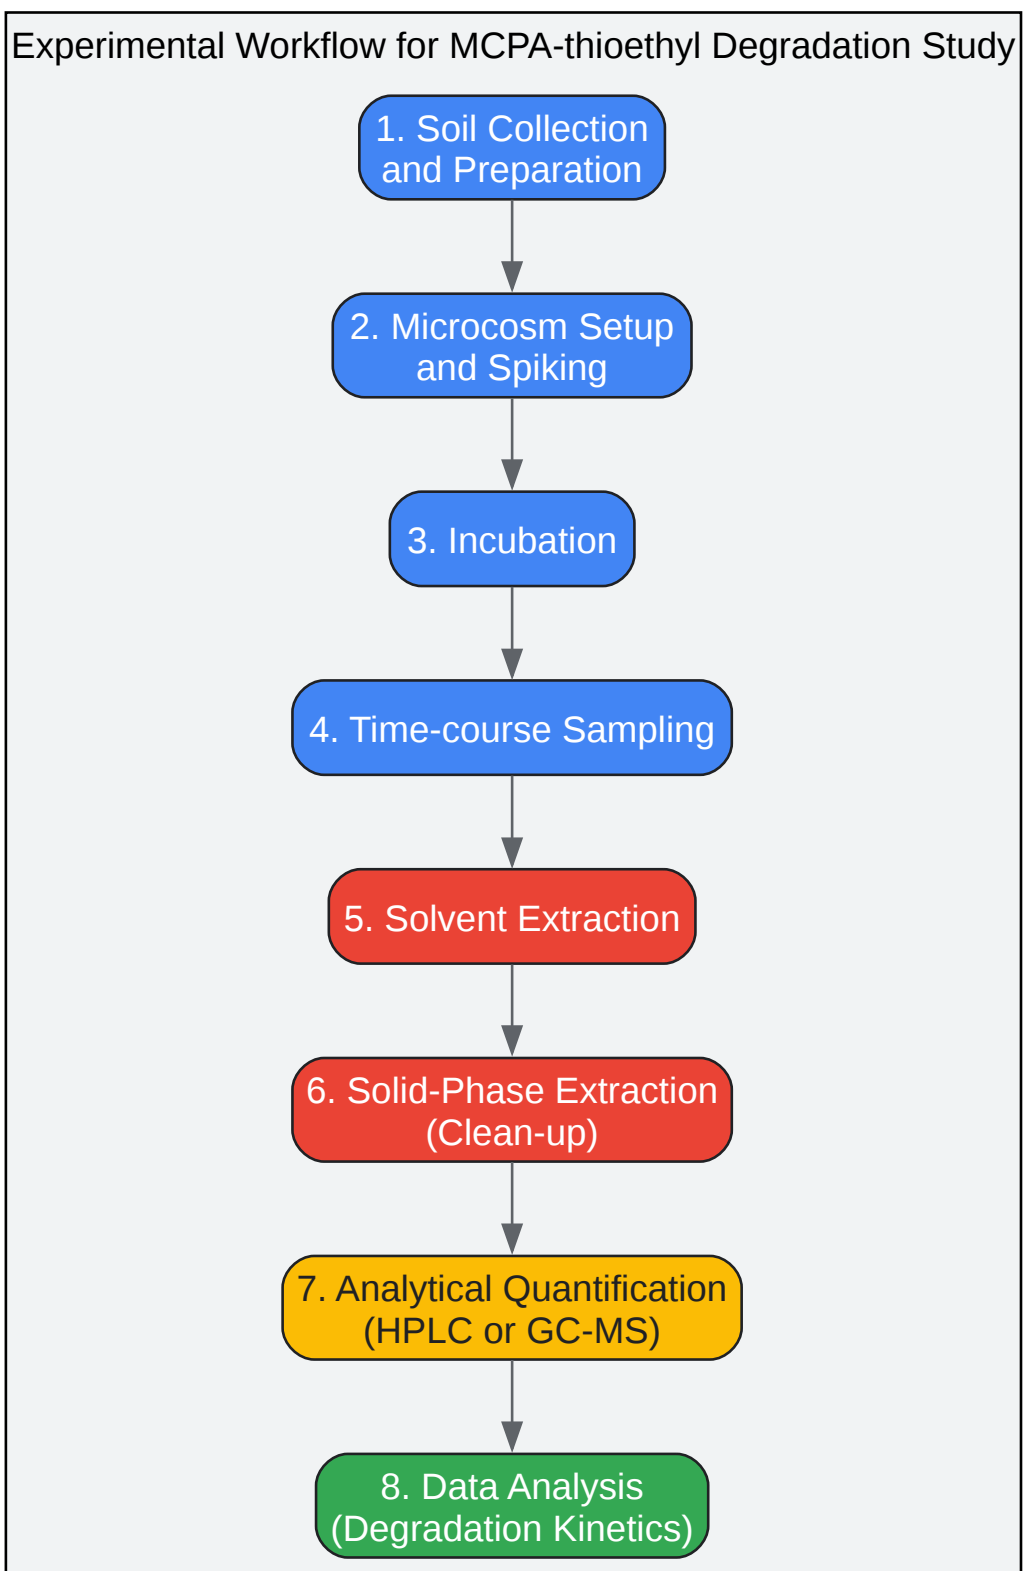 Experimental Workflow for MCPA-thioethyl Degradation Study
1. Soil Collection
and Preparation
2. Microcosm Setup
and Spiking
3. Incubation
4. Time-course Sampling
5. Solvent Extraction
6. Solid-Phase Extraction
(Clean-up)
7. Analytical Quantification
(HPLC or GC-MS)
8. Data Analysis
(Degradation Kinetics)